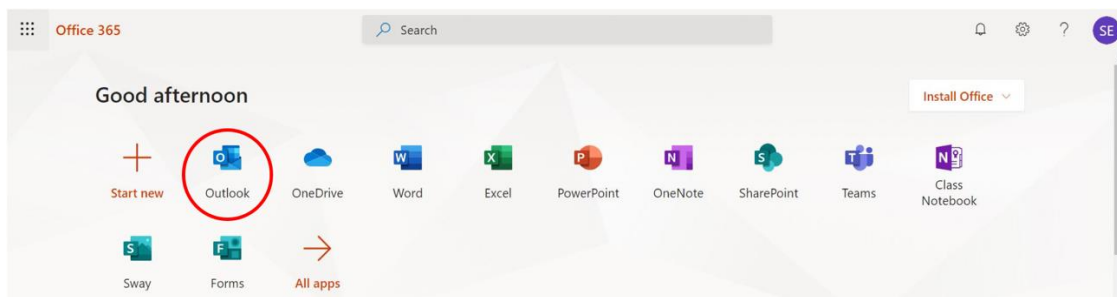 Office 365
Search
SE
Good afternoon
Install Office
Start new
Outlook
OneDrive
Word
Excel
PowerPoint
OneNote
SharePoint
Teams
Class
Notebook
Sway
Forms
All apps